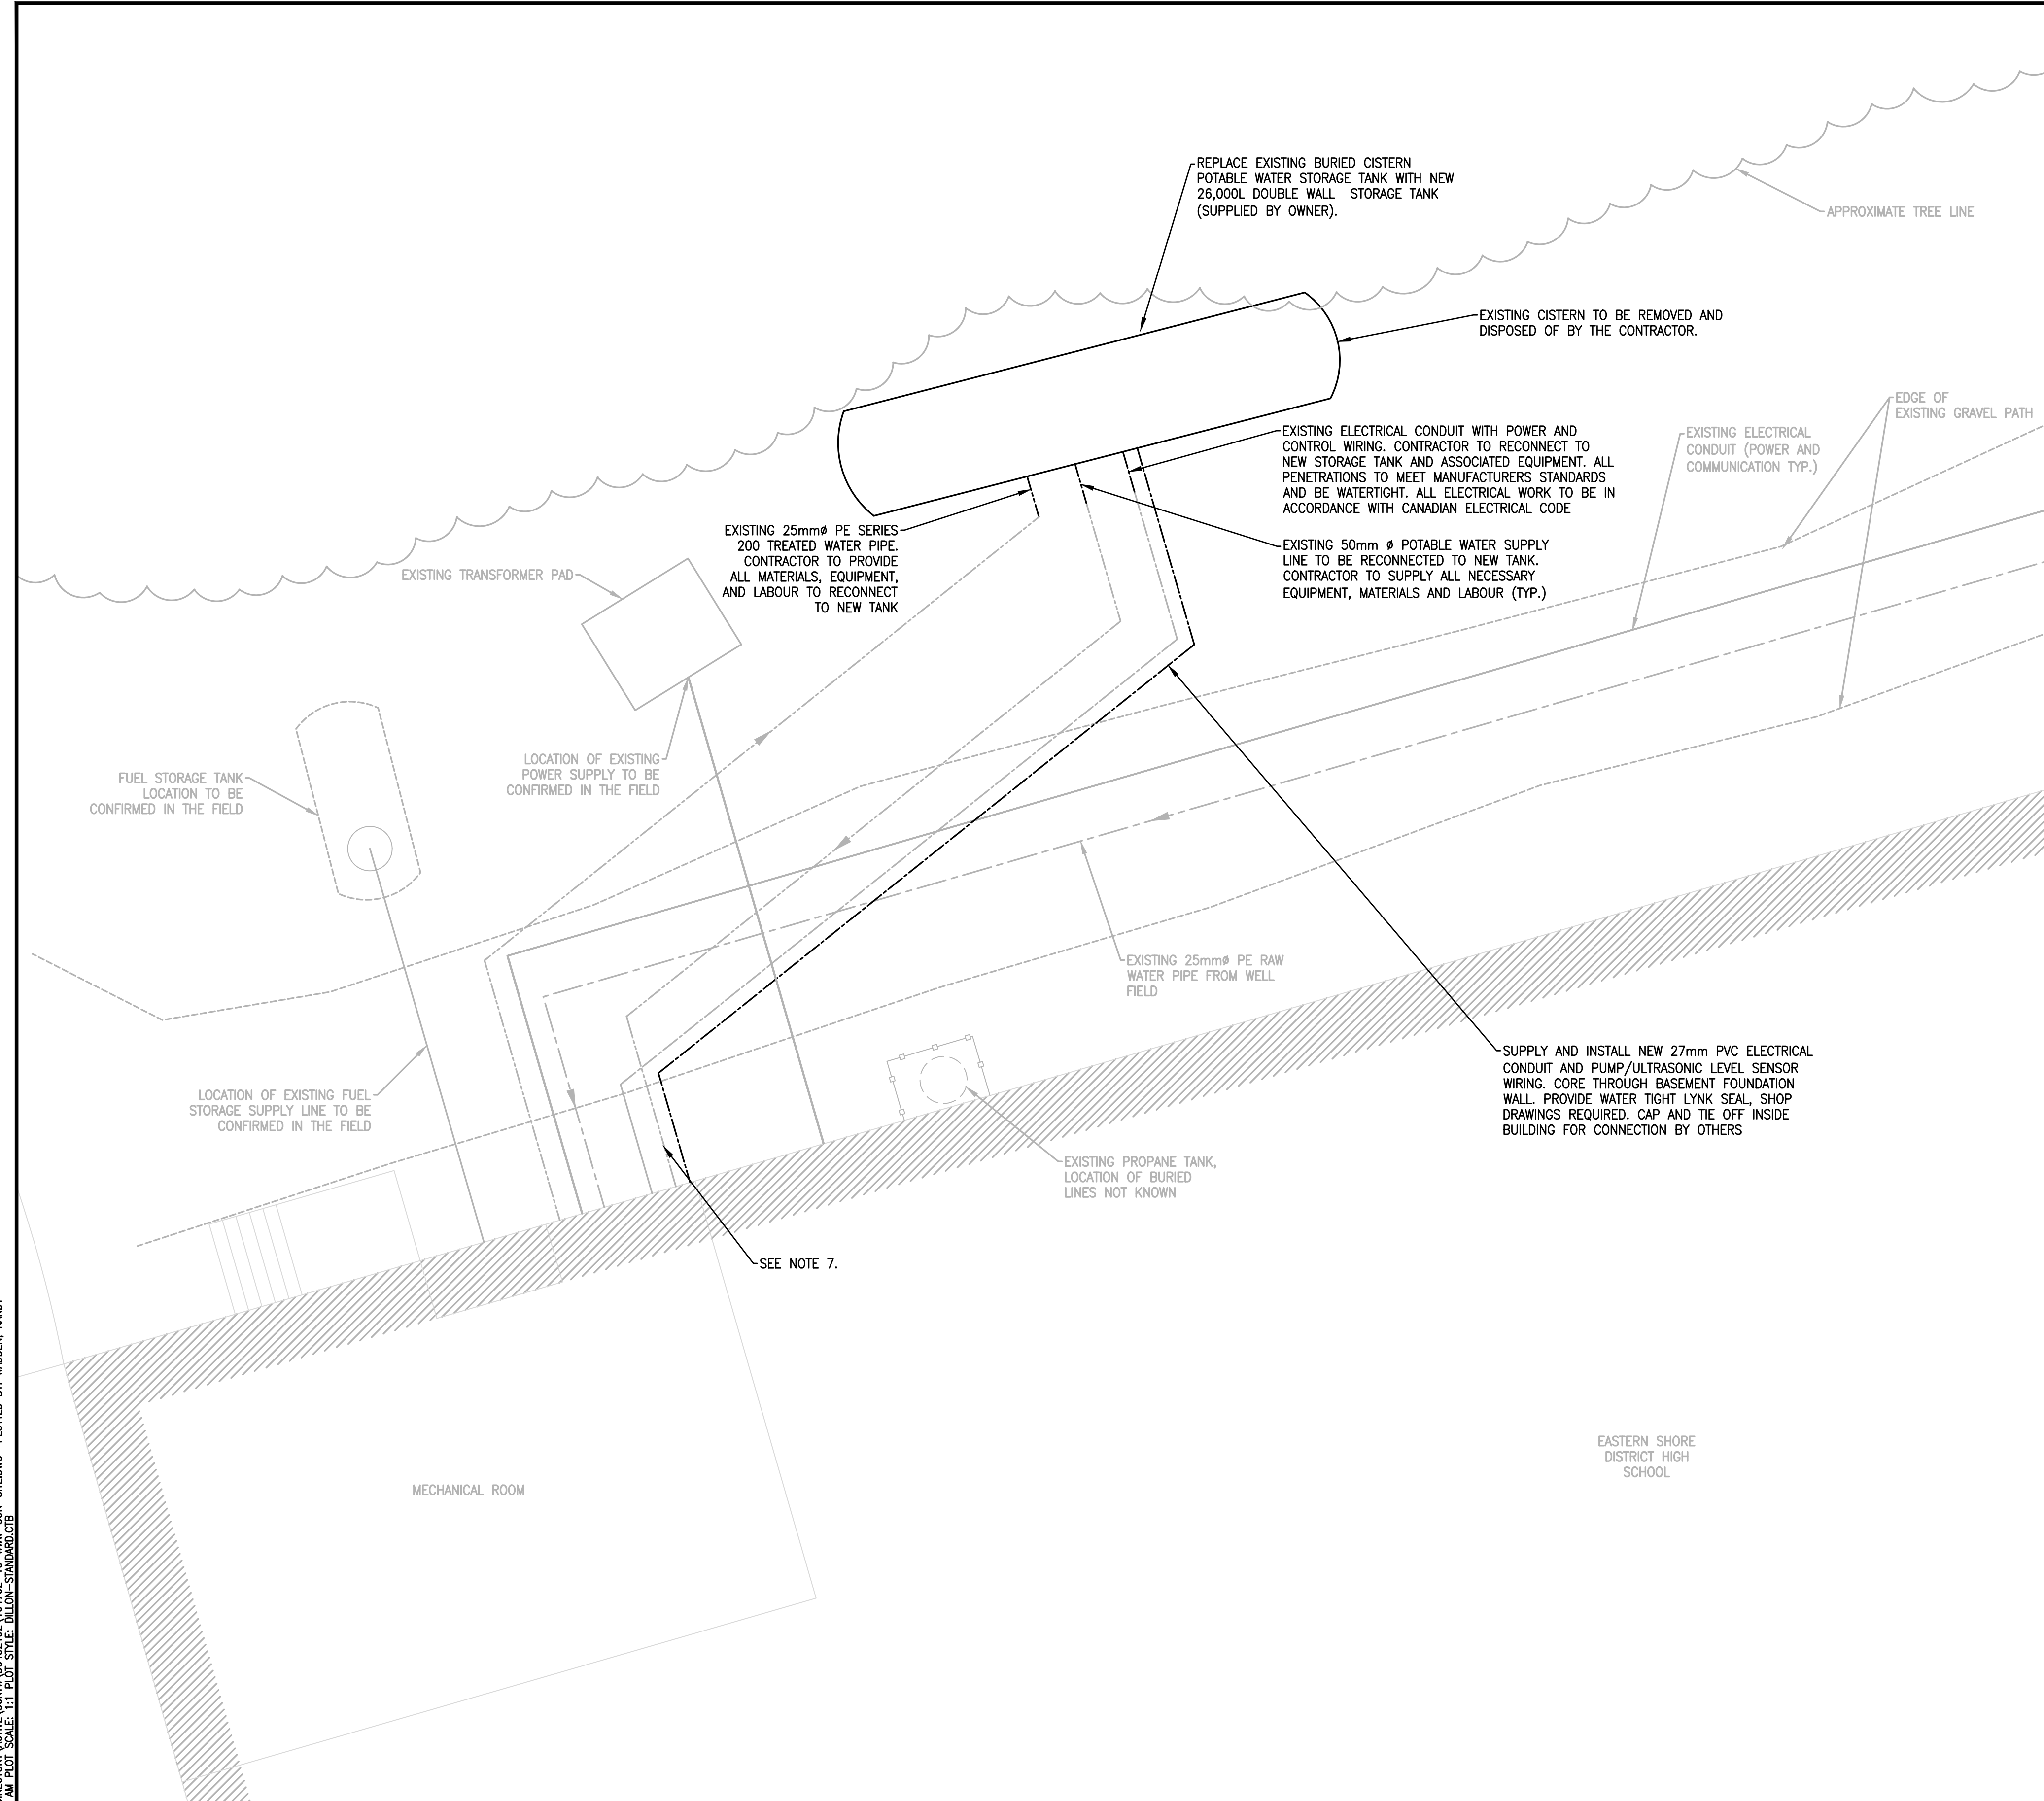 REPLACE EXISTING BURIED CISTERN
POTABLE WATER STORAGE TANK WITH NEW
26,000L DOUBLE WALL STORAGE TANK
(SUPPLIED BY OWNER).
APPROXIMATE TREE LINE
EXISTING CISTERN TO BE REMOVED AND
DISPOSED OF BY THE CONTRACTOR.
EDGE OF
EXISTING GRAVEL PATH
EXISTING ELECTRICAL
CONDUIT (POWER AND
COMMUNICATION TYP.)
EXISTING ELECTRICAL CONDUIT WITH POWER AND
CONTROL WIRING. CONTRACTOR TO RECONNECT TO
NEW STORAGE TANK AND ASSOCIATED EQUIPMENT. ALL
PENETRATIONS TO MEET MANUFACTURERS STANDARDS
AND BE WATERTIGHT. ALL ELECTRICAL WORK TO BE IN
ACCORDANCE WITH CANADIAN ELECTRICAL CODE
EXISTING 25mmø PE SERIES
200 TREATED WATER PIPE.
CONTRACTOR TO PROVIDE
ALL MATERIALS, EQUIPMENT,
AND LABOUR TO RECONNECT
TO NEW TANK
EXISTING 50mm ø POTABLE WATER SUPPLY
LINE TO BE RECONNECTED TO NEW TANK.
CONTRACTOR TO SUPPLY ALL NECESSARY
EQUIPMENT, MATERIALS AND LABOUR (TYP.)
EXISTING TRANSFORMER PAD
LOCATION OF EXISTING
POWER SUPPLY TO BE
CONFIRMED IN THE FIELD
FUEL STORAGE TANK
LOCATION TO BE
CONFIRMED IN THE FIELD
EXISTING 25mmø PE RAW
WATER PIPE FROM WELL
FIELD
SUPPLY AND INSTALL NEW 27mm PVC ELECTRICAL
CONDUIT AND PUMP/ULTRASONIC LEVEL SENSOR
WIRING. CORE THROUGH BASEMENT FOUNDATION
WALL. PROVIDE WATER TIGHT LYNK SEAL, SHOP
DRAWINGS REQUIRED. CAP AND TIE OFF INSIDE
BUILDING FOR CONNECTION BY OTHERS
LOCATION OF EXISTING FUEL
STORAGE SUPPLY LINE TO BE
CONFIRMED IN THE FIELD
EXISTING PROPANE TANK,
LOCATION OF BURIED
LINES NOT KNOWN
SEE NOTE 7.
EASTERN SHORE
DISTRICT HIGH
SCHOOL
MECHANICAL ROOM
AM PLOT SCALE: 1:1 PLOT STYLE: DILLON-STANDARD.CTB